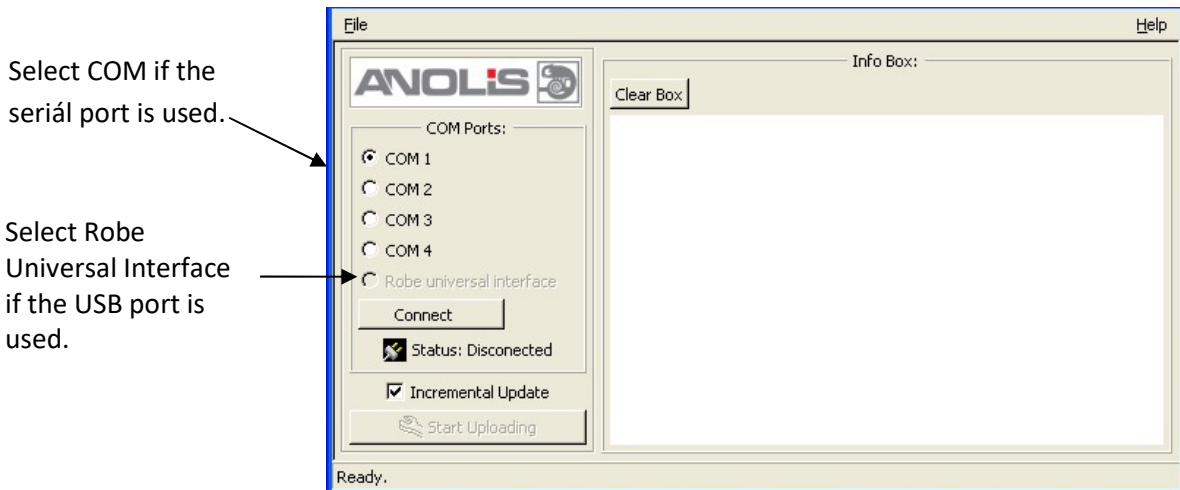 Select COM if the
seriál port is used.
Select Robe
Universal Interface
if the USB port is
used.
File
Help
ANOLiS
COM Ports:
COM 1
COM 2
COM 3
COM 4
Robe universal interface
Connect
Status: Disconected
Incremental Update
Start Uploading
Info Box:
Clear Box
Ready.